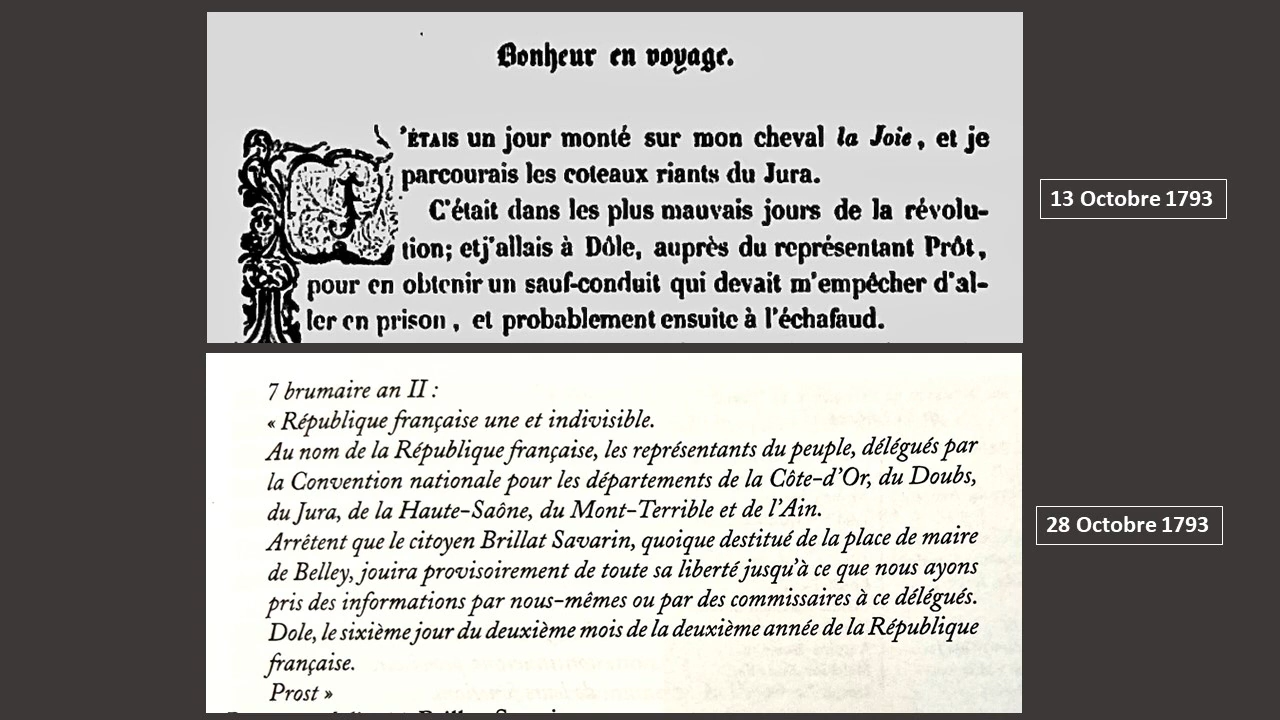 Bonheur en voyage.
J'ÉTAIS un jour monté sur mon cheval la Joie, et je
parcourais les coteaux riants du Jura.
C'était dans les plus mauvais jours de la révolu-
tion; et j'allais à Dôle, auprès du représentant Prôt,
pour en obtenir un sauf-conduit qui devait m'empêcher d'al-
ler en prison, et probablement ensuite à l'échafaud.
13 Octobre 1793
7 brumaire an II :
« République française une et indivisible.
Au nom de la République française, les représentants du peuple, délégués par
la Convention nationale pour les départements de la Côte-d'Or, du Doubs,
du Jura, de la Haute-Saône, du Mont-Terrible et de l'Ain.
Arrêtent que le citoyen Brillat Savarin, quoique destitué de la place de maire
de Belley, jouira provisoirement de toute sa liberté jusqu'à ce que nous ayons
pris des informations par nous-mêmes ou par des commissaires à ce délégués.
Dole, le sixième jour du deuxième mois de la deuxième année de la République
française.
Prost »
28 Octobre 1793